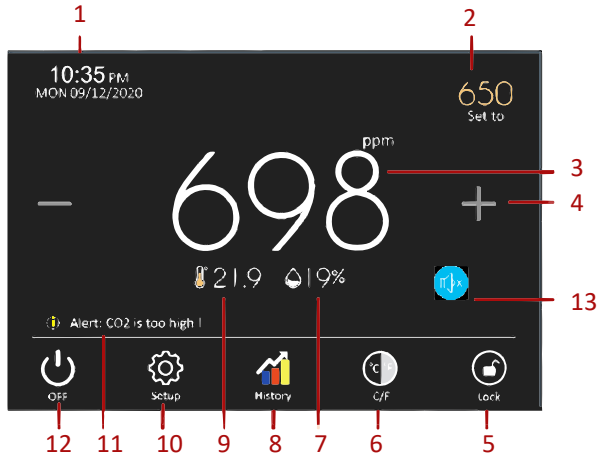 1
2
10:35 PM
MON 09/12/2020
650
Set to
ppm
698
3
4
21.9
19%
13
Alert: CO2 is too high !
OFF
Setup
History
°C
C/F
Lock
12
11
10
9
8
7
6
5